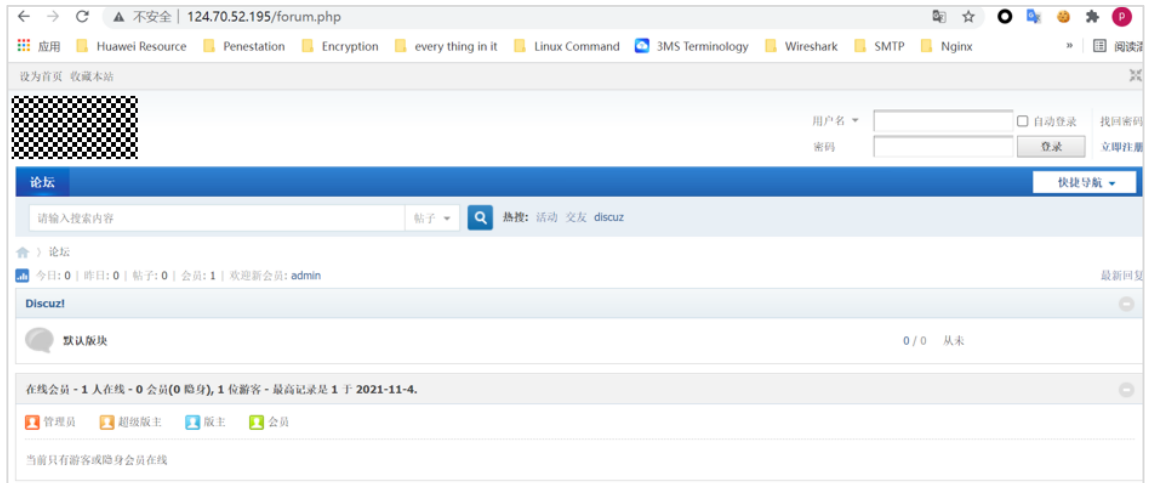 不安全 | 124.70.52.195/forum.php
应用 Huawei Resource Penestation Encryption every thing in it Linux Command 3MS Terminology Wireshark SMTP Nginx » 阅读清
设为首页 收藏本站
用户名 自动登录 找回密码
密码 登录 立即注册
论坛 快捷导航
请输入搜索内容 帖子 热搜: 活动 交友 discuz
〉论坛
今日: 0 | 昨日: 0 | 帖子: 0 | 会员: 1 | 欢迎新会员: admin 最新回复
Discuz!
默认版块 0 / 0 从未
在线会员 - 1 人在线 - 0 会员(0 隐身), 1 位游客 - 最高记录是 1 于 2021-11-4.
管理员 超级版主 版主 会员
当前只有游客或隐身会员在线